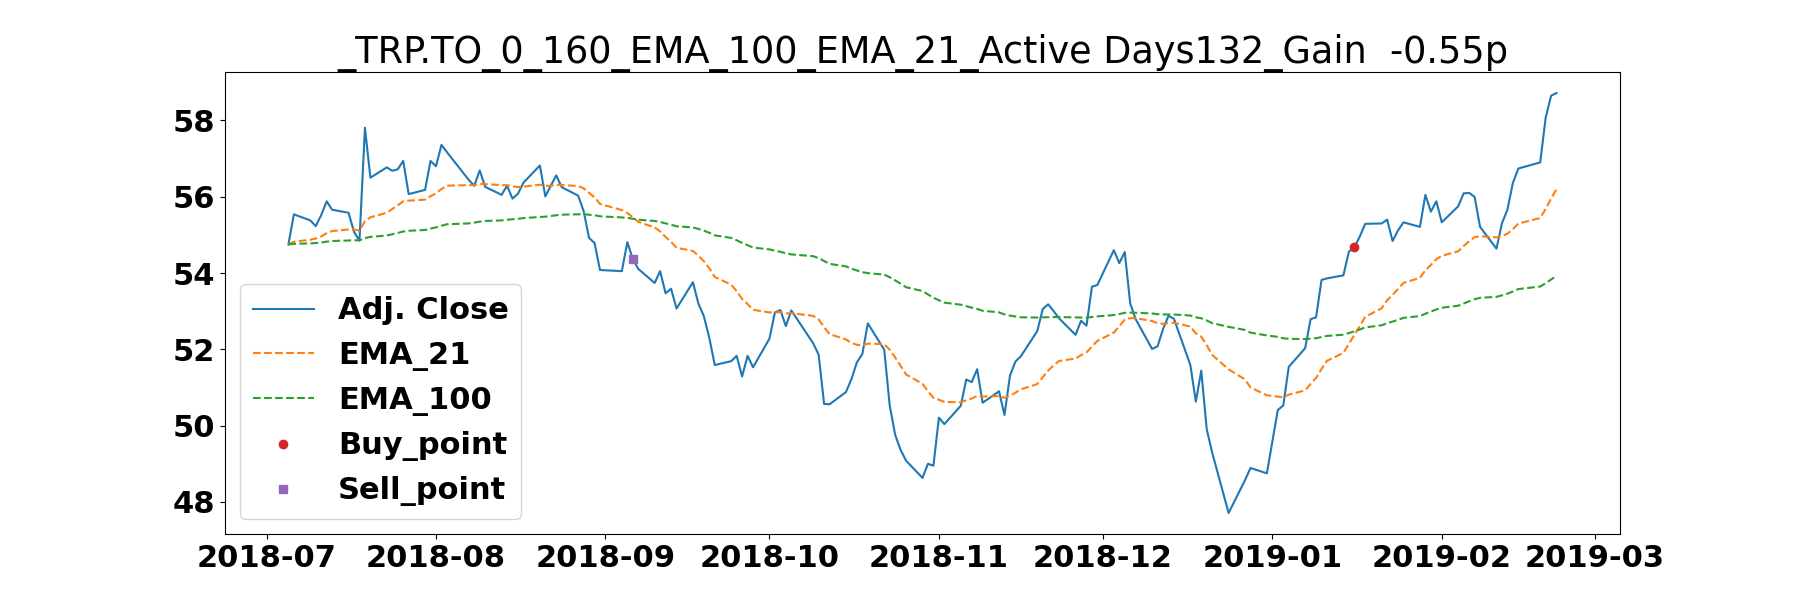 _TRP.TO_0_160_EMA_100_EMA_21_Active Days132_Gain  -0.55p
58
56
54
52
50
48
Adj. Close
EMA_21
EMA_100
Buy_point
Sell_point
2018-07 2018-08 2018-09 2018-10 2018-11 2018-12 2019-01 2019-02 2019-03